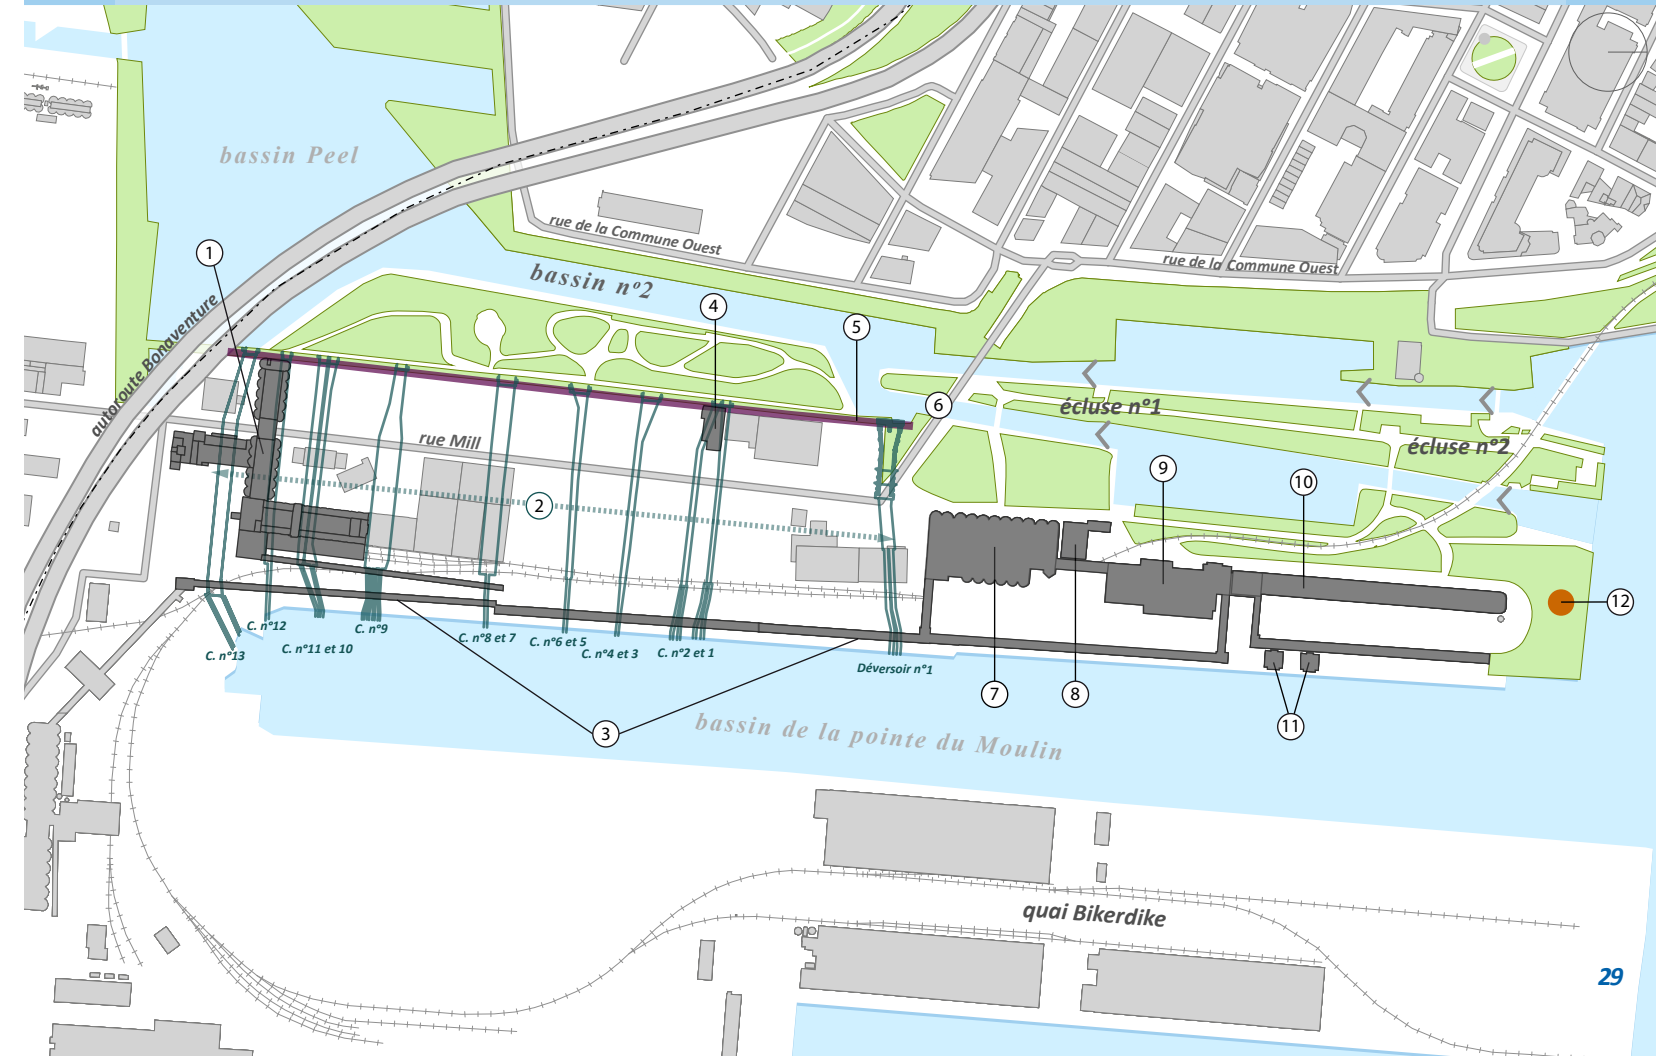 bassin Peel
rue de la Commune Ouest
rue de la Commune Ouest
1
bassin nº2
4
5
autoroute Bonaventure
6
écluse n°1
rue Mill
écluse n°2
9
10
2
12
C. n°12
C. n°9
C. n°8 et 7
C. n°6 et 5
C. n°11 et 10
C. n°4 et 3
C. n°2 et 1
C. n°13
Déversoir n°1
7
8
3
11
bassin de la pointe du Moulin
quai Bikerdike
29